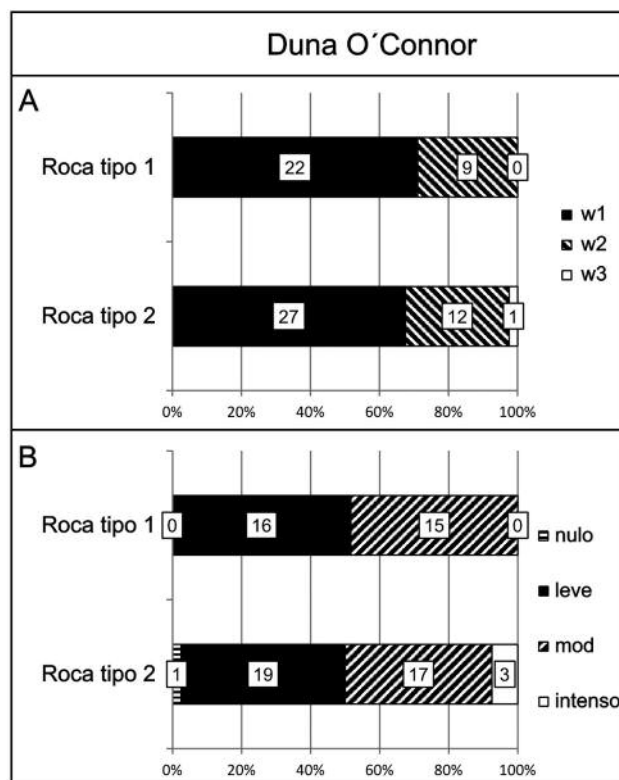 Duna O´Connor
A
Roca tipo 1
22 9 0
Roca tipo 2
27 12 1
w1
w2
w3
0% 20% 40% 60% 80% 100%
B
Roca tipo 1
0 16 15 0
Roca tipo 2
1 19 17 3
nulo
leve
mod
intenso
0% 20% 40% 60% 80% 100%